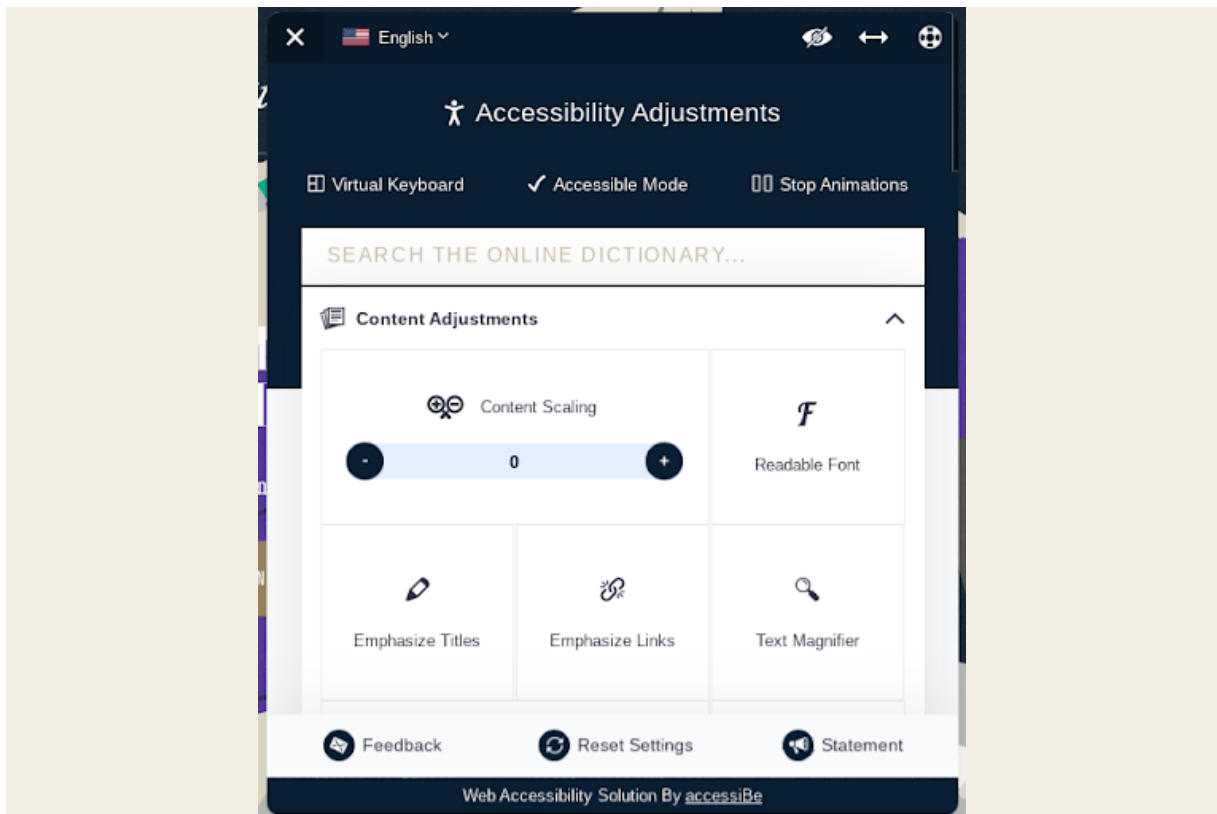 English
Accessibility Adjustments
Virtual Keyboard
Accessible Mode
Stop Animations
SEARCH THE ONLINE DICTIONARY...
Content Adjustments
Content Scaling
- 0 +
Readable Font
Emphasize Titles
Emphasize Links
Text Magnifier
Feedback
Reset Settings
Statement
Web Accessibility Solution By accessiBe